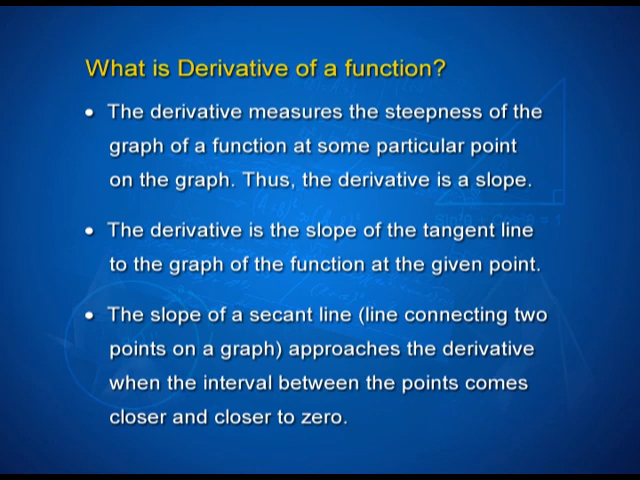 What is Derivative of a function?
• The derivative measures the steepness of the
graph of a function at some particular point
on the graph. Thus, the derivative is a slope.
• The derivative is the slope of the tangent line
to the graph of the function at the given point.
• The slope of a secant line (line connecting two
points on a graph) approaches the derivative
when the interval between the points comes
closer and closer to zero.